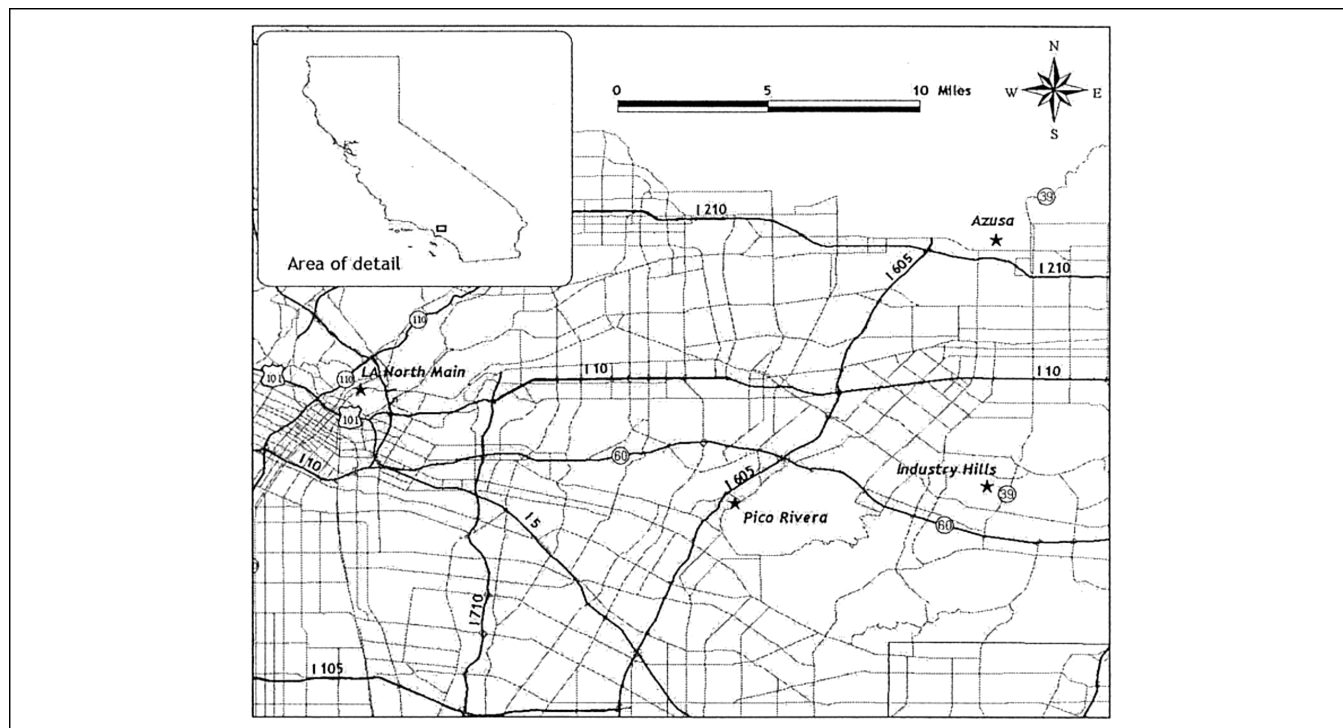 0 5 10 Miles
N
W E
S
39
I 210
Azusa
I 605
I 210
Area of detail
110
LA North Main
101
110
I 10
I 10
101
60
I 10
Industry Hills
I 605
39
Pico Rivera
I 5
60
I 710
I 105